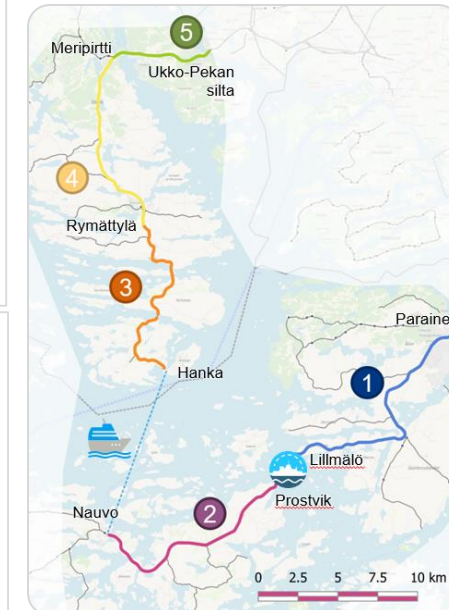 5
Meripirtti
Ukko-Pekan
silta
4
Rymättylä
3
Paraine
Hanka
1
Lillmälö
Nauvo
2
Prostvik
0 2.5 5 7.5 10 km